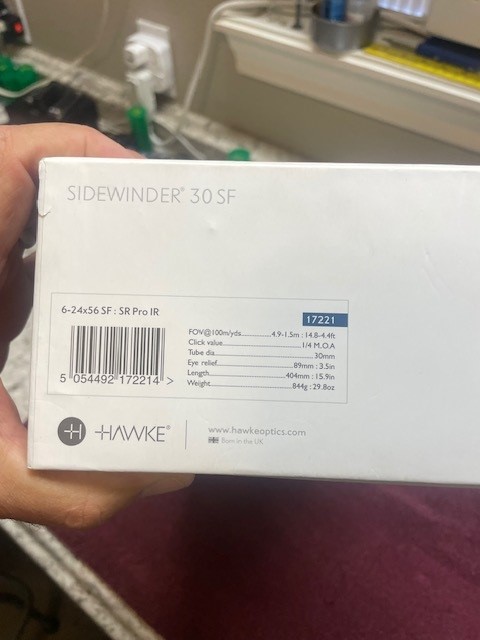 SIDEWINDER® 30 SF
6-24x56 SF : SR Pro IR
17221
FOV@100m/yds 4.9-1.5m : 14.8-4.4ft
Click value 1/4 M.O.A
Tube dia 30mm
Eye relief 89mm : 3.5in
Length 404mm : 15.9in
Weight 844g : 29.8oz
5 054492 172214 >
HAWKE®
www.hawkeoptics.com
Born in the UK